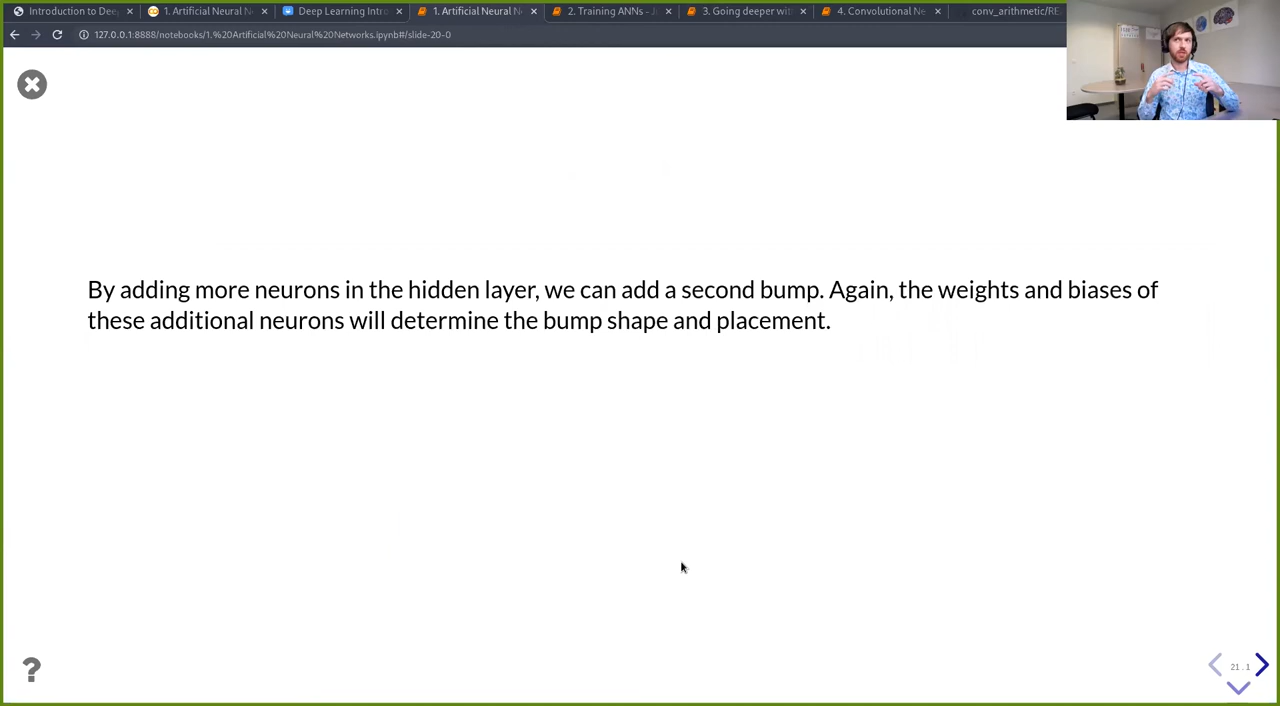 Introduction to Dee
1. Artificial Neural N
Deep Learning Intro
1. Artificial Neural N
2. Training ANNs - J
3. Going deeper wit
4. Convolutional Ne
conv_arithmetic/RE
127.0.0.1:8888/notebooks/1.%20Artificial%20Neural%20Networks.ipynb#/slide-20-0
By adding more neurons in the hidden layer, we can add a second bump. Again, the weights and biases of
these additional neurons will determine the bump shape and placement.
?
21 . 1